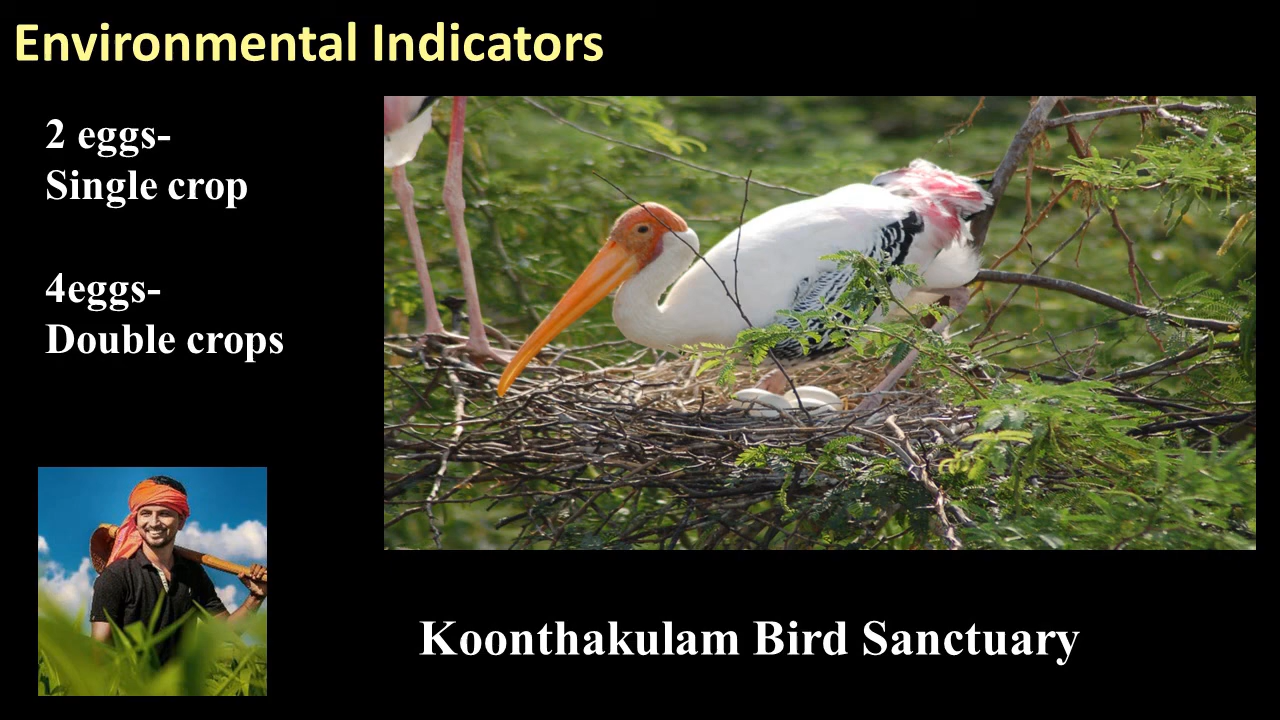 Environmental Indicators
2 eggs-
Single crop
4eggs-
Double crops
Koonthakulam Bird Sanctuary